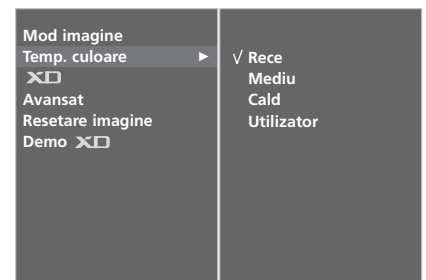 Mod imagine
Temp. culoare ►
XD
Avansat
Resetare imagine
Demo XD
√ Rece
Mediu
Cald
Utilizator